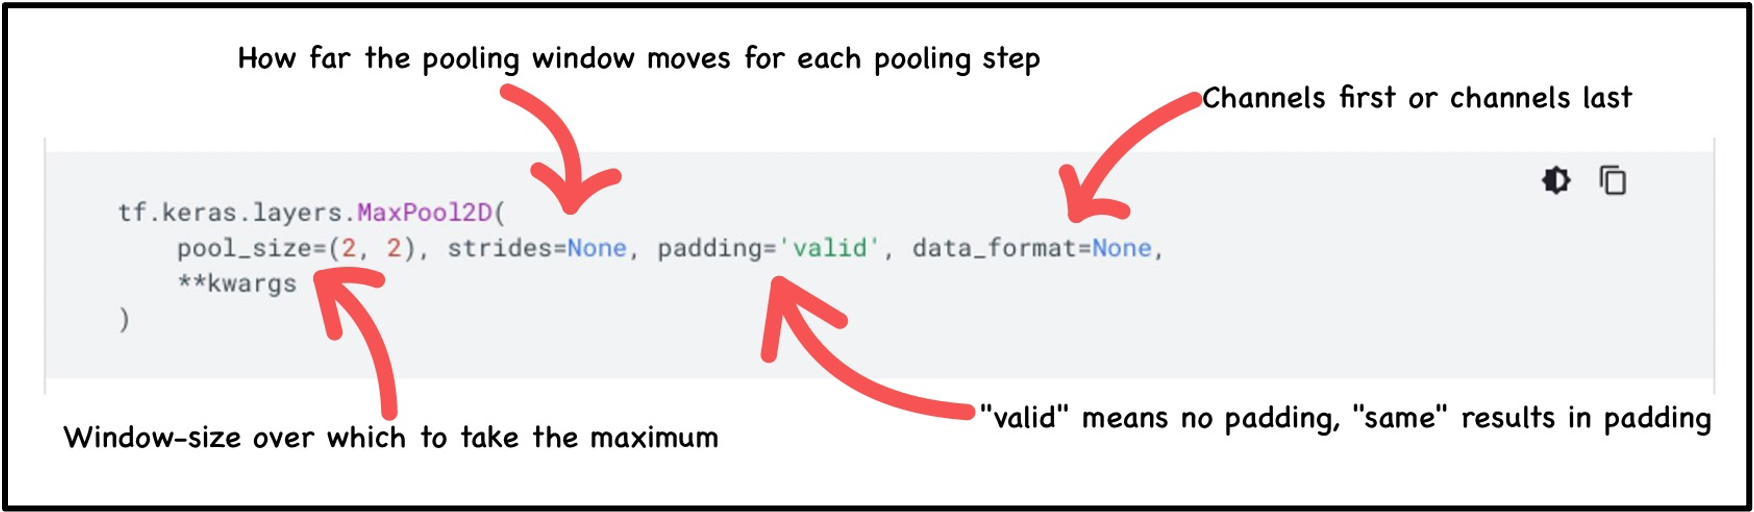 How far the pooling window moves for each pooling step
Channels first or channels last
tf.keras.layers.MaxPool2D(
    pool_size=(2, 2), strides=None, padding='valid', data_format=None,
    **kwargs
)
Window-size over which to take the maximum
"valid" means no padding, "same" results in padding